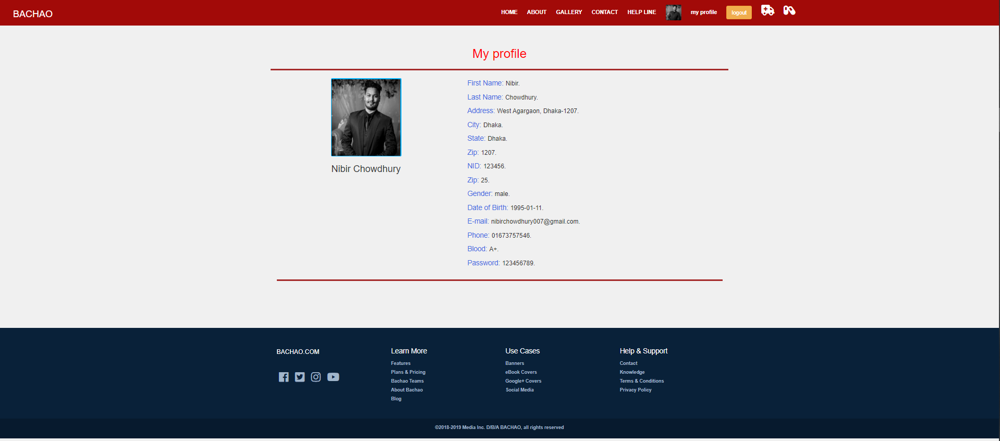 BACHAO
HOME ABOUT GALLERY CONTACT HELP LINE my profile logout
My profile
Nibir Chowdhury
First Name: Nibir.
Last Name: Chowdhury.
Address: West Agargaon, Dhaka-1207.
City: Dhaka.
State: Dhaka.
Zip: 1207.
NID: 123456.
Zip: 25.
Gender: male.
Date of Birth: 1995-01-11.
E-mail: nibirchowdhury007@gmail.com.
Phone: 01673757546.
Blood: A+.
Password: 123456789.
BACHAO.COM
Learn More
Features
Plans & Pricing
Bachao Teams
About Bachao
Blog
Use Cases
Banners
eBook Covers
Google+ Covers
Social Media
Help & Support
Contact
Knowledge
Terms & Conditions
Privacy Policy
©2018-2019 Media Inc. D/B/A BACHAO, all rights reserved